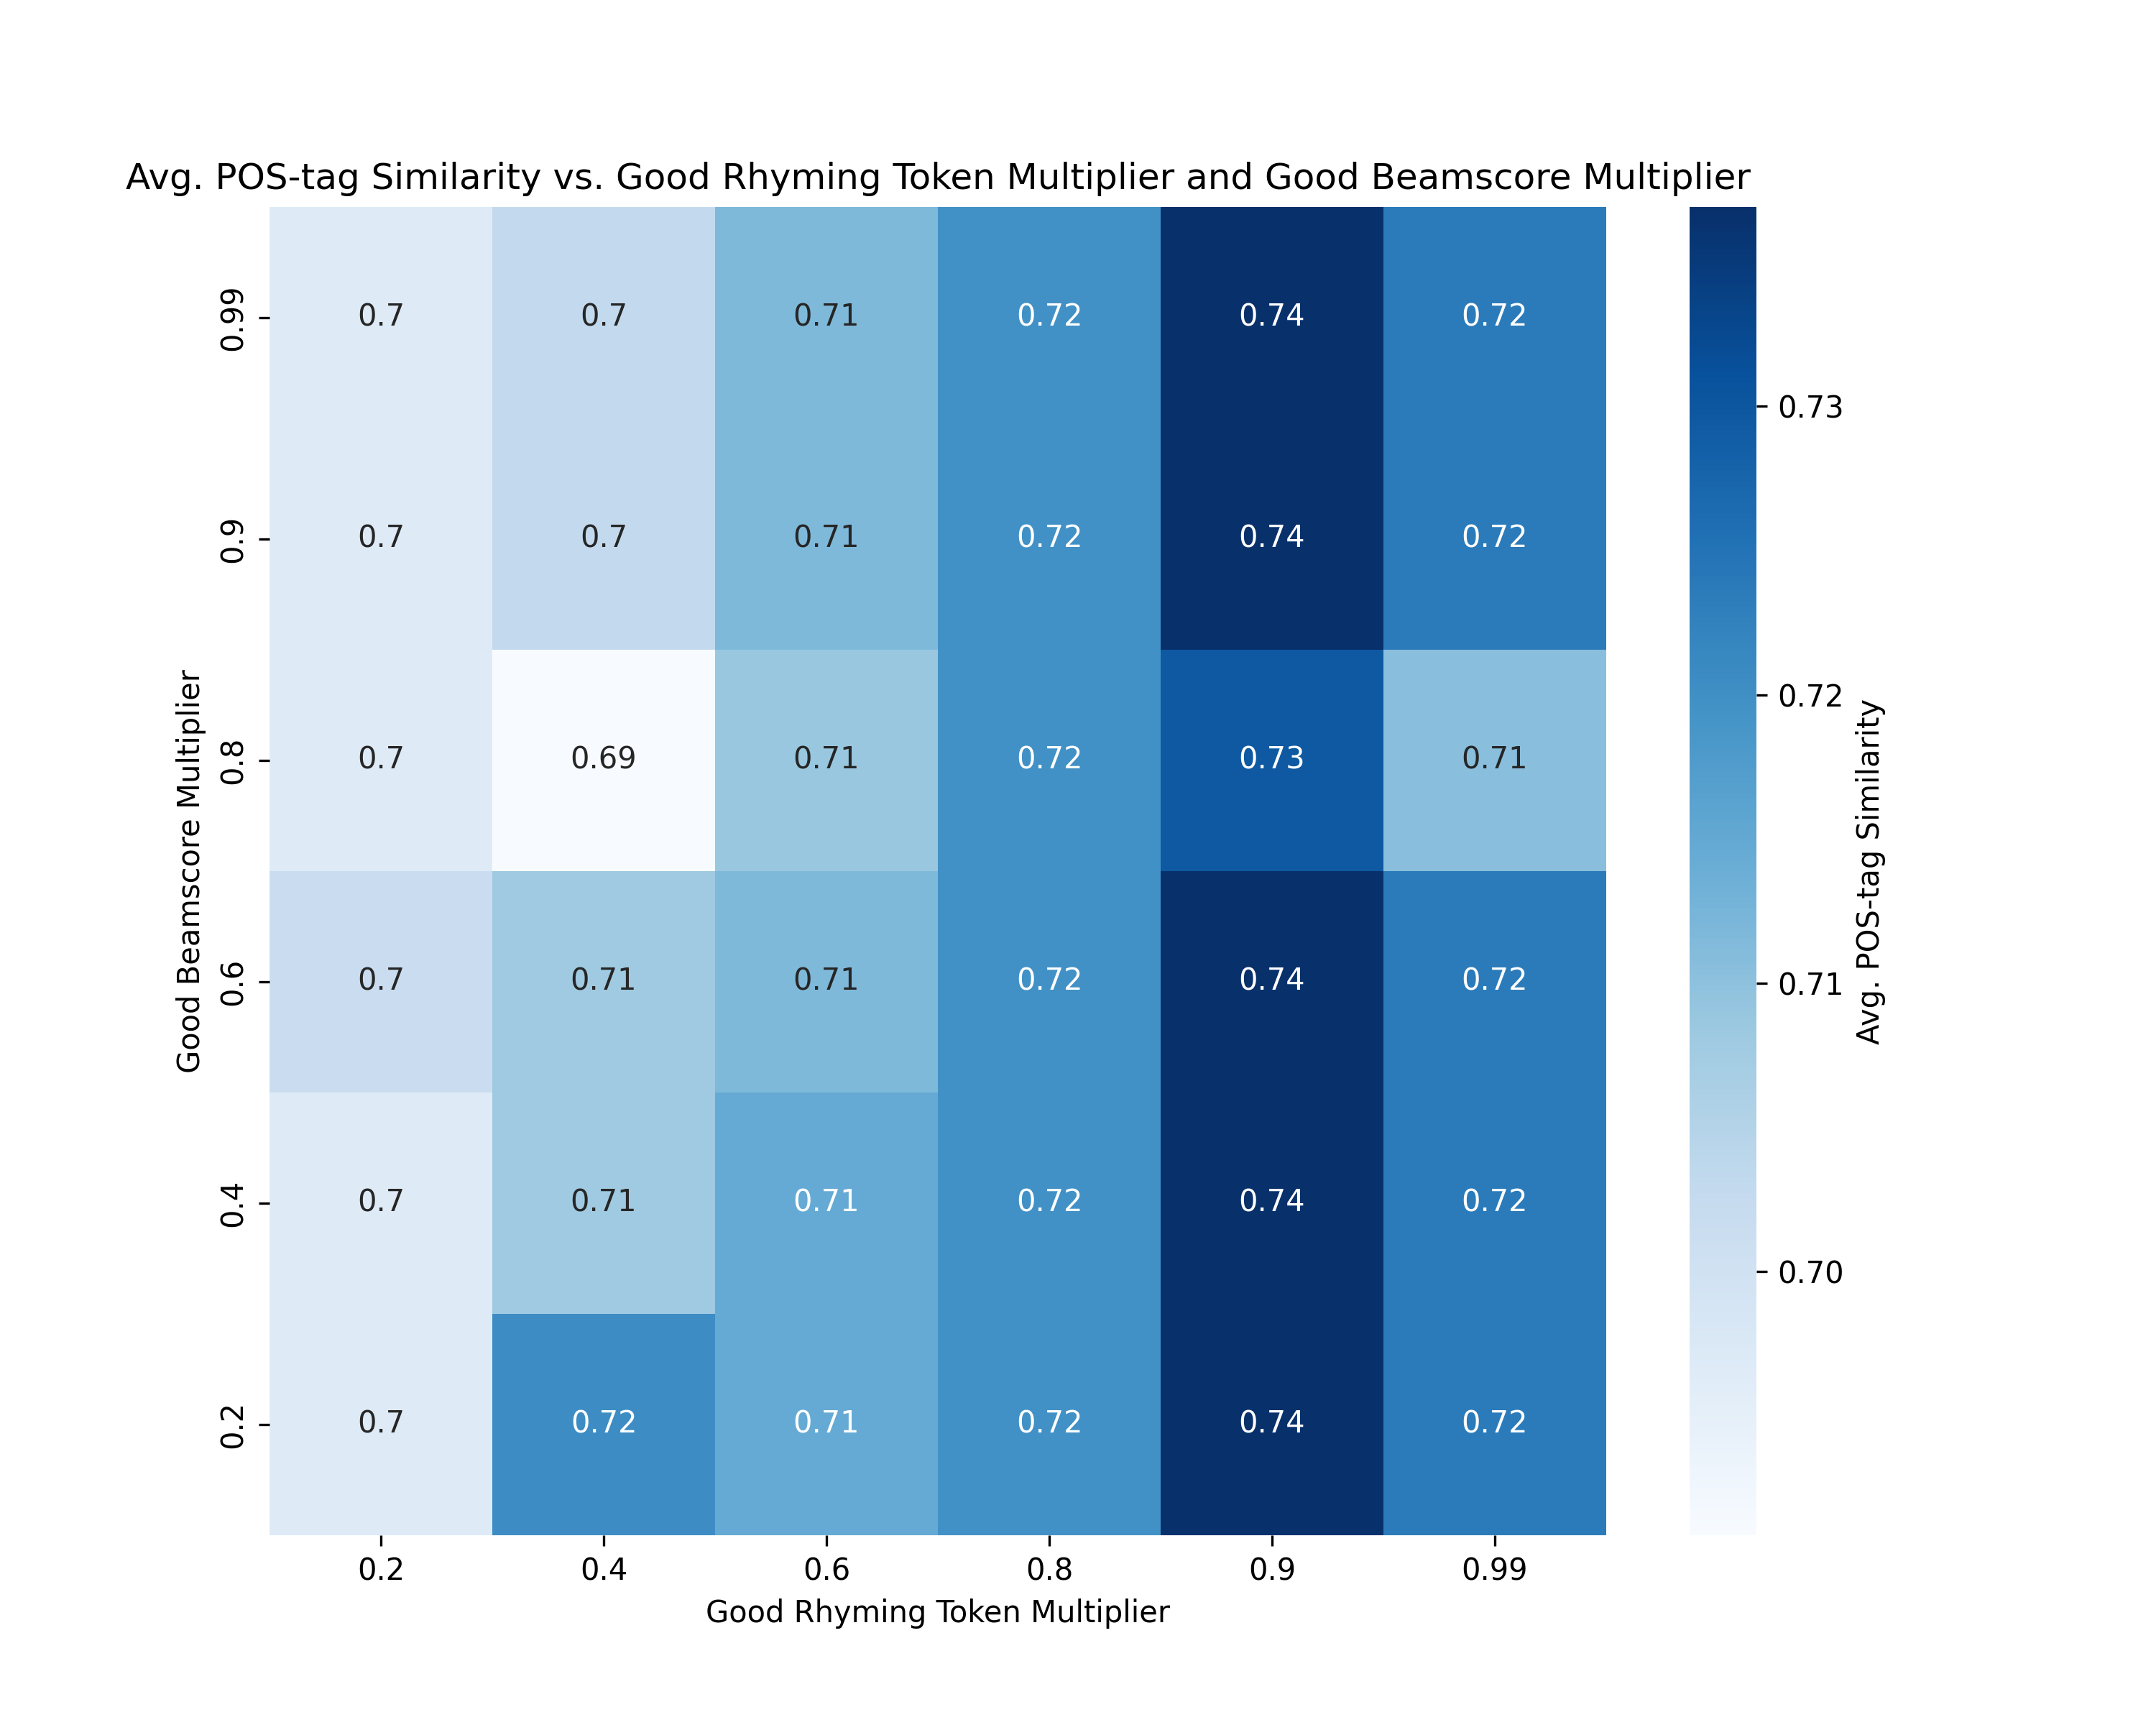 Avg. POS-tag Similarity vs. Good Rhyming Token Multiplier and Good Beamscore Multiplier
Good Beamscore Multiplier
0.99 0.7 0.7 0.71 0.72 0.74 0.72
0.9 0.7 0.7 0.71 0.72 0.74 0.72
0.8 0.7 0.69 0.71 0.72 0.73 0.71
0.6 0.7 0.71 0.71 0.72 0.74 0.72
0.4 0.7 0.71 0.71 0.72 0.74 0.72
0.2 0.7 0.72 0.71 0.72 0.74 0.72
0.2 0.4 0.6 0.8 0.9 0.99
Good Rhyming Token Multiplier
0.73
0.72
0.71
0.70
Avg. POS-tag Similarity